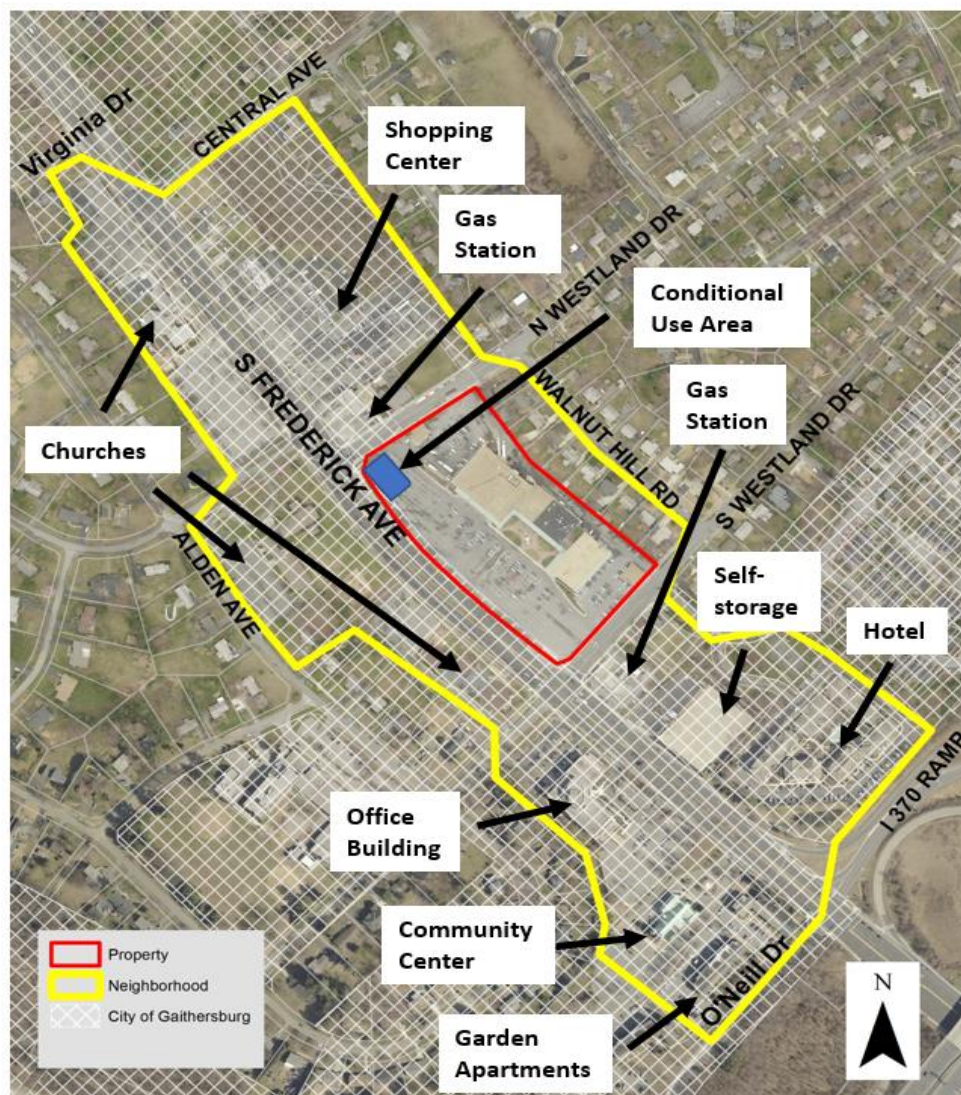 Virginia Dr
CENTRAL AVE
Shopping
Center
Gas
Station
N WESTLAND DR
Conditional
Use Area
WALNUT HILL RD
Gas
Station
S WESTLAND DR
S FREDERICK AVE
Churches
ALDEN AVE
Self-
storage
Hotel
I 370 RAMP
Office
Building
Community
Center
O'Neill Dr
Garden
Apartments
Property
Neighborhood
City of Gaithersburg
N